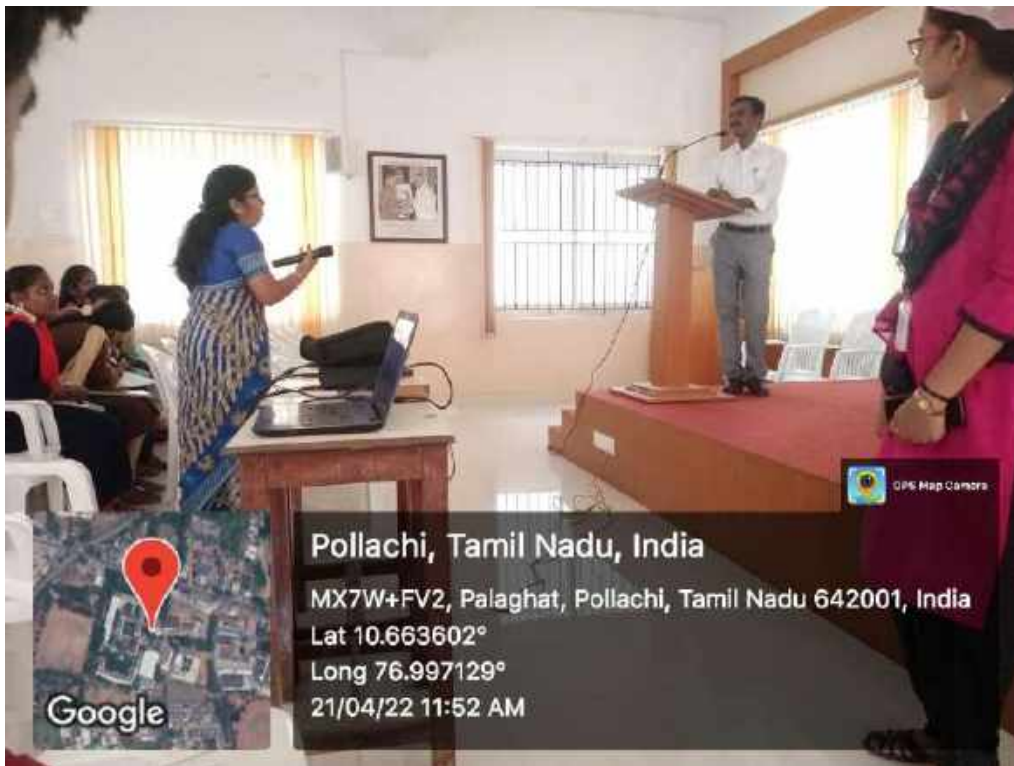 GPS Map Camera
Pollachi, Tamil Nadu, India
MX7W+FV2, Palaghat, Pollachi, Tamil Nadu 642001, India
Lat 10.663602°
Long 76.997129°
21/04/22 11:52 AM
Google